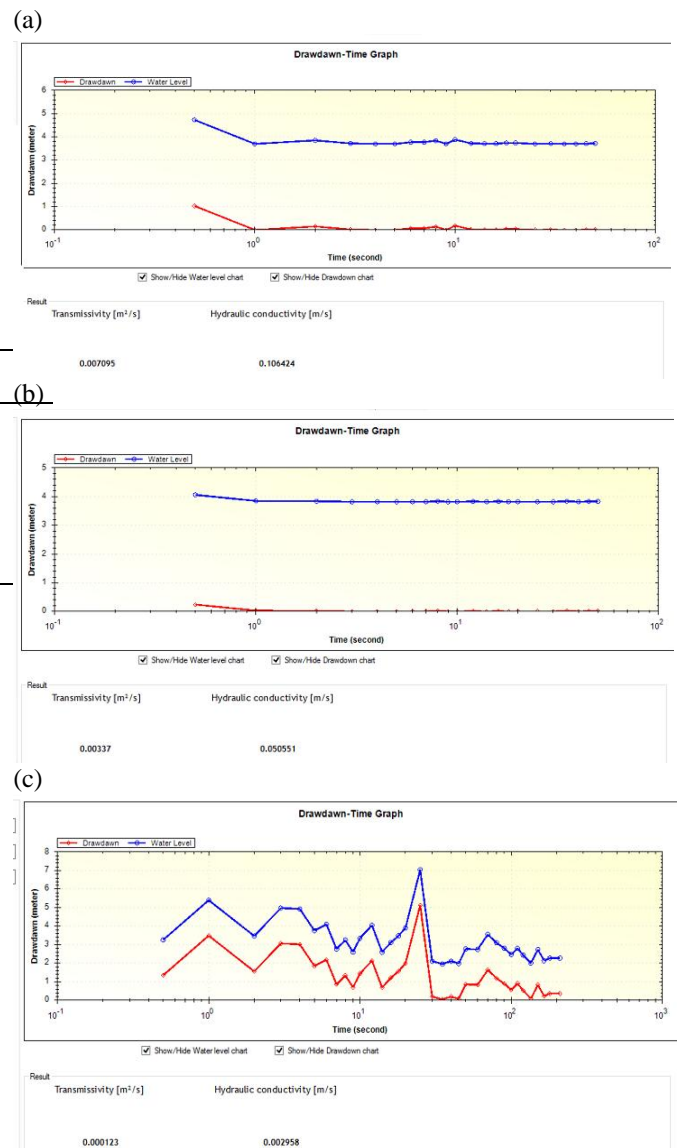 (a)
Drawdawn-Time Graph
Drawdawn Water Level
Drawdawn (meter)
6
5
4
3
2
1
0
10-1 100 101 102
Time (second)
Show/Hide Water level chart Show/Hide Drawdown chart
Result
Transmissivity [m²/s] Hydraulic conductivity [m/s]
0.007095 0.106424
(b)
Drawdawn-Time Graph
Drawdawn Water Level
Drawdawn (meter)
5
4
3
2
1
0
10-1 100 101 102
Time (second)
Show/Hide Water level chart Show/Hide Drawdown chart
Result
Transmissivity [m²/s] Hydraulic conductivity [m/s]
0.00337 0.050551
(c)
Drawdawn-Time Graph
Drawdawn Water Level
Drawdawn (meter)
8
7
6
5
4
3
2
1
0
10-1 100 101 102 103
Time (second)
Show/Hide Water level chart Show/Hide Drawdown chart
Result
Transmissivity [m²/s] Hydraulic conductivity [m/s]
0.000123 0.002958